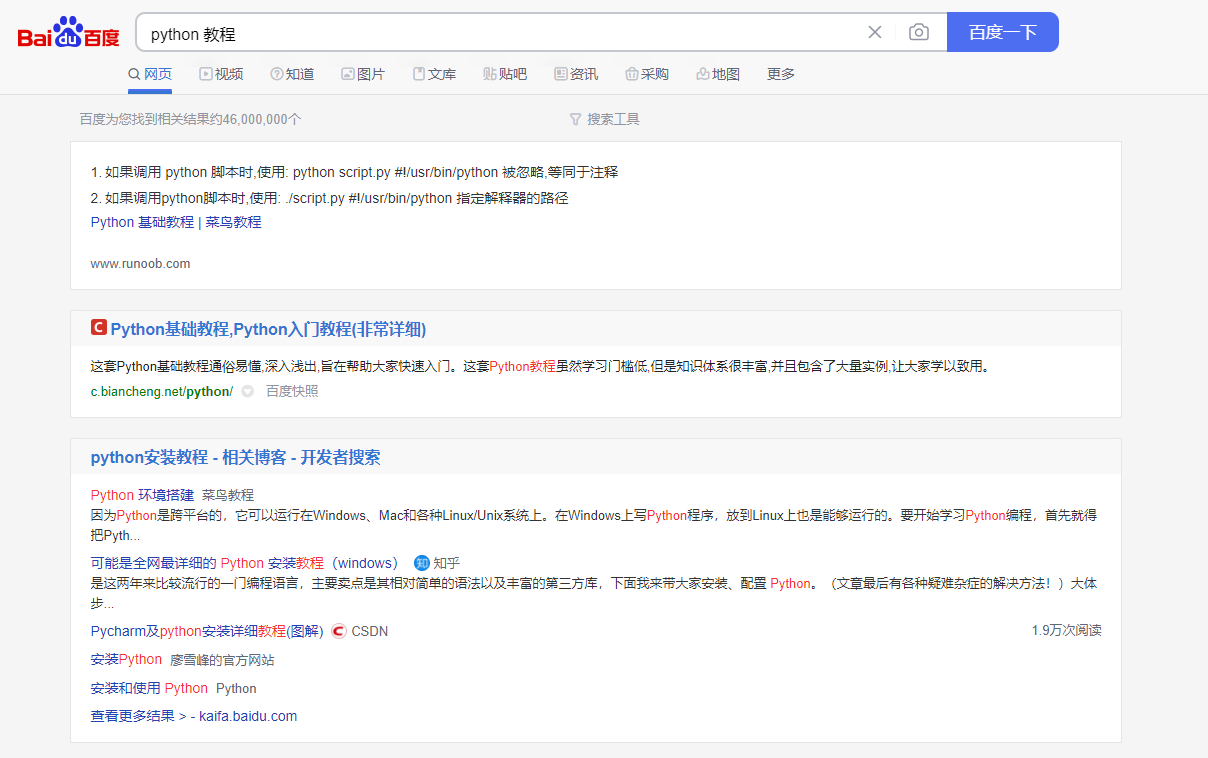 Bai du 百度
python 教程
百度一下
网页 视频 知道 图片 文库 贴吧 资讯 采购 地图 更多
百度为您找到相关结果约46,000,000个
搜索工具
1. 如果调用 python 脚本时,使用: python script.py #!/usr/bin/python 被忽略,等同于注释
2. 如果调用python脚本时,使用: ./script.py #!/usr/bin/python 指定解释器的路径
Python 基础教程 | 菜鸟教程
www.runoob.com
C Python基础教程,Python入门教程(非常详细)
这套Python基础教程通俗易懂,深入浅出,旨在帮助大家快速入门。这套Python教程虽然学习门槛低,但是知识体系很丰富,并且包含了大量实例,让大家学以致用。
c.biancheng.net/python/ 百度快照
python安装教程 - 相关博客 - 开发者搜索
Python 环境搭建 菜鸟教程
因为Python是跨平台的，它可以运行在Windows、Mac和各种Linux/Unix系统上。在Windows上写Python程序，放到Linux上也是能够运行的。要开始学习Python编程，首先就得
把Pyth...
可能是全网最详细的 Python 安装教程（windows） 知 知乎
是这两年来比较流行的一门编程语言，主要卖点是其相对简单的语法以及丰富的第三方库，下面我来带大家安装、配置 Python。（文章最后有各种疑难杂症的解决方法！）大体
步...
Pycharm及python安装详细教程(图解) C CSDN 1.9万次阅读
安装Python 廖雪峰的官方网站
安装和使用 Python Python
查看更多结果 > - kaifa.baidu.com